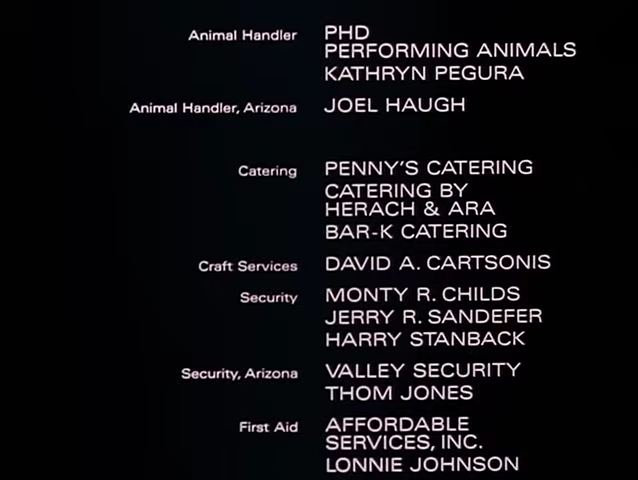 Animal Handler PHD
PERFORMING ANIMALS
KATHRYN PEGURA
Animal Handler, Arizona JOEL HAUGH
Catering PENNY'S CATERING
CATERING BY
HERACH & ARA
BAR-K CATERING
Craft Services DAVID A. CARTSONIS
Security MONTY R. CHILDS
JERRY R. SANDEFER
HARRY STANBACK
Security, Arizona VALLEY SECURITY
THOM JONES
First Aid AFFORDABLE
SERVICES, INC.
LONNIE JOHNSON